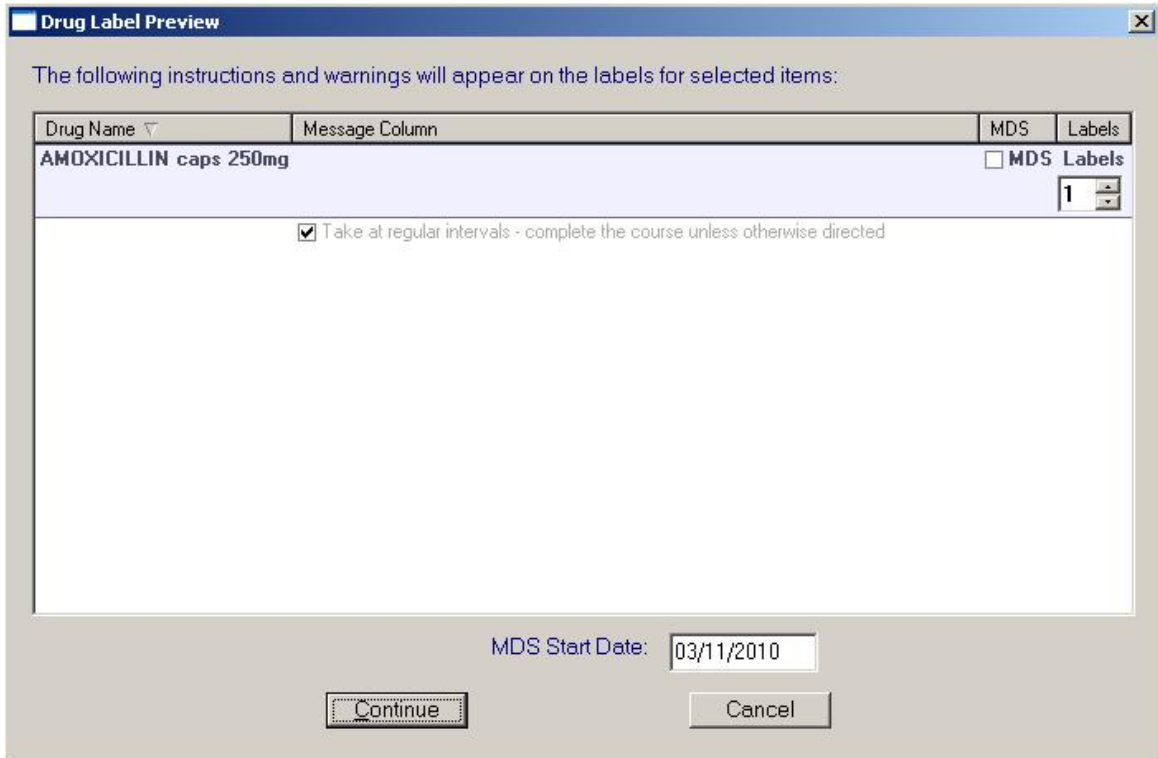 Drug Label Preview
The following instructions and warnings will appear on the labels for selected items:
Drug Name Message Column MDS Labels
AMOXICILLIN caps 250mg MDS Labels
1
Take at regular intervals - complete the course unless otherwise directed
MDS Start Date: 03/11/2010
Continue Cancel